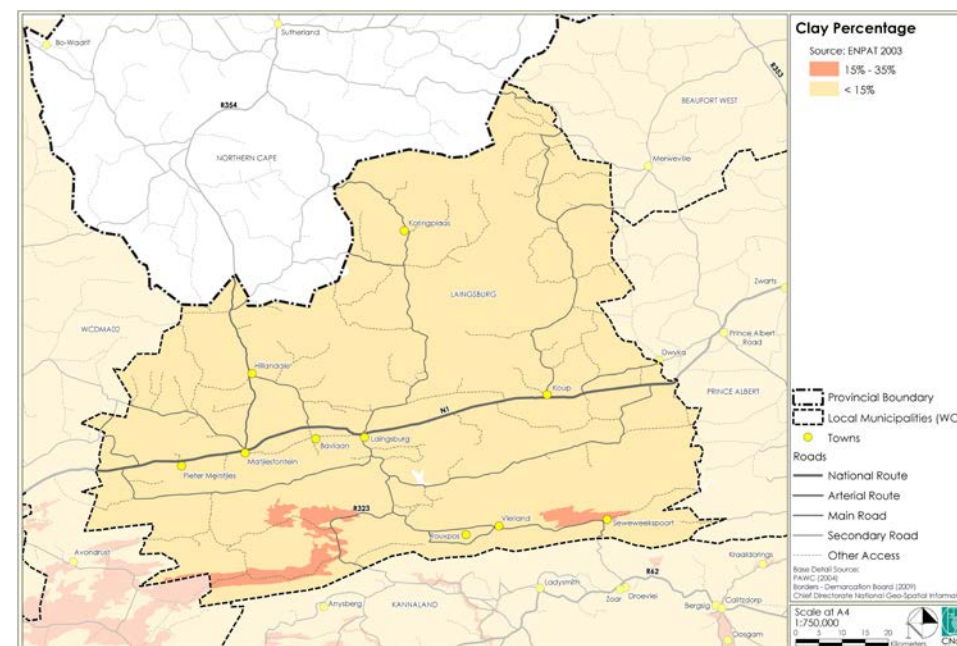 Bo-Wadrif
Sutherland
R354
R353
BEAUFORT WEST
NORTHERN CAPE
Merweville
Koringplaas
LAINGSBURG
Zwarts
WCDMA02
Prince Albert
Road
Dwyka
Hillandale
Koup
PRINCE ALBERT
N1
Laingsburg
Baviaan
Matjiesfontein
Pieter Meintjies
R323
Vleiland
Seweweekspoort
Rouxpos
Avondrust
Kraaldorings
R62
Ladysmith
Zoar
Droevlei
Anysberg
KANNALAND
Bergsig
Calitzdorp
Oosgam
Clay Percentage
Source: ENPAT 2003
15% - 35%
< 15%
Provincial Boundary
Local Municipalities (WC
Towns
Roads
National Route
Arterial Route
Main Road
Secondary Road
Other Access
Base Detail Source:
PAWC (2004)
Borders - Demarcation Board (2009)
Chief Directorate National Geo-Spatial Informat
Scale at A4
1:750,000
0 5 10 15 20
Kilometers